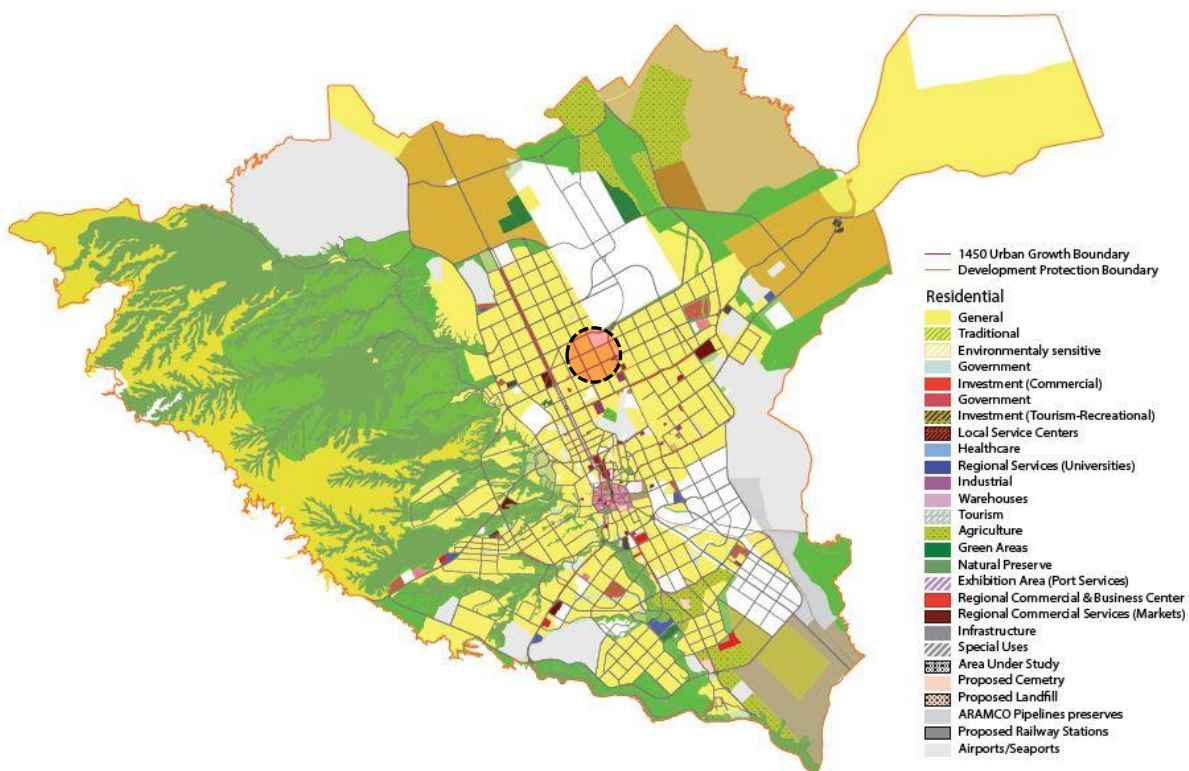 1450 Urban Growth Boundary
Development Protection Boundary
Residential
General
Traditional
Environmentaly sensitive
Government
Investment (Commercial)
Government
Investment (Tourism-Recreational)
Local Service Centers
Healthcare
Regional Services (Universities)
Industrial
Warehouses
Tourism
Agriculture
Green Areas
Natural Preserve
Exhibition Area (Port Services)
Regional Commercial & Business Center
Regional Commercial Services (Markets)
Infrastructure
Special Uses
Area Under Study
Proposed Cemetry
Proposed Landfill
ARAMCO Pipelines preserves
Proposed Railway Stations
Airports/Seaports